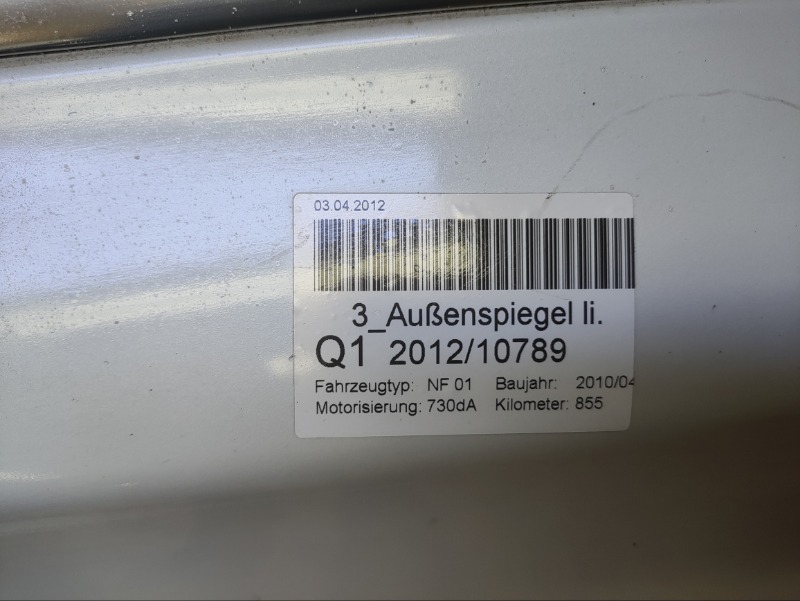 03.04.2012
3_Außenspiegel li.
Q1 2012/10789
Fahrzeugtyp: NF 01 Baujahr: 2010/04
Motorisierung: 730dA Kilometer: 855